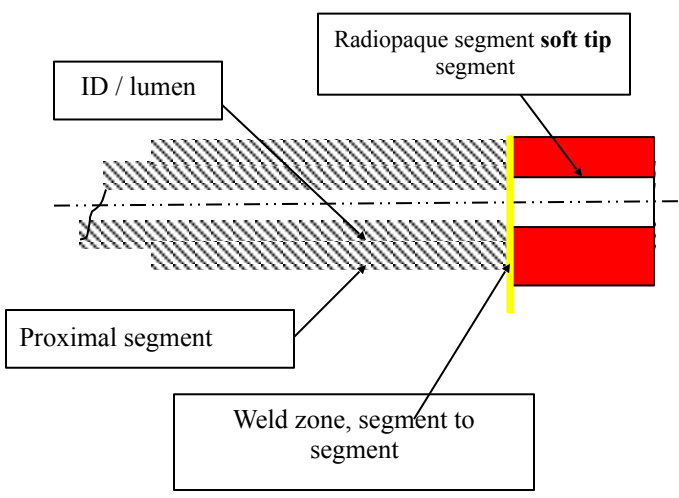 Radiopaque segment soft tip
segment
ID / lumen
Proximal segment
Weld zone, segment to
segment